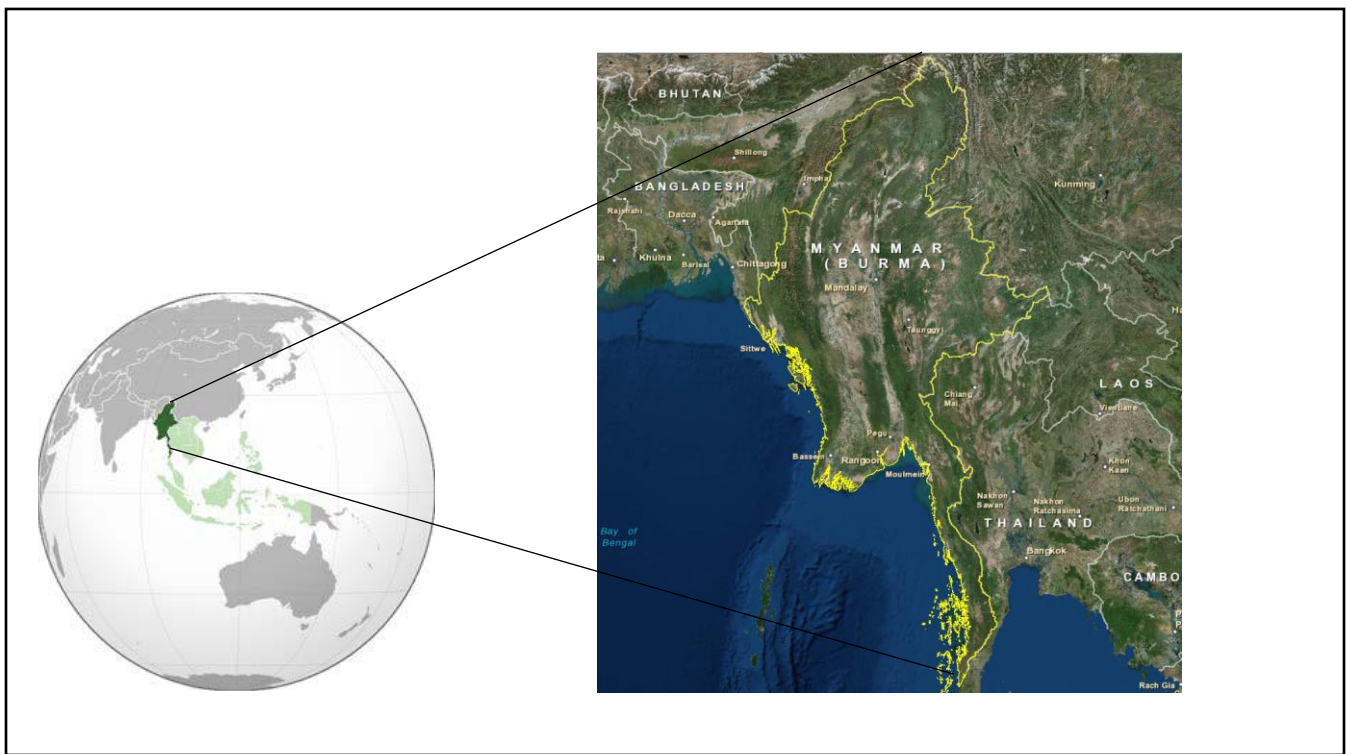 BHUTAN
Shillong
Imphal
Kunming
BANGLADESH
Rajshahi
Dacca
Agartala
MYANMAR
(BURMA)
Khulna
Barisal
Chittagong
Mandalay
Taunggyi
Sittwe
Chiang
Mai
LAOS
Vientiane
Pegu
Bassein
Rangoon
Moulmein
Khon
Kaen
Nakhon
Sawan
Nakhon
Ratchasima
Ubon
Ratchathani
THAILAND
Bay of
Bengal
Bangkok
CAMBO
Rach Gia